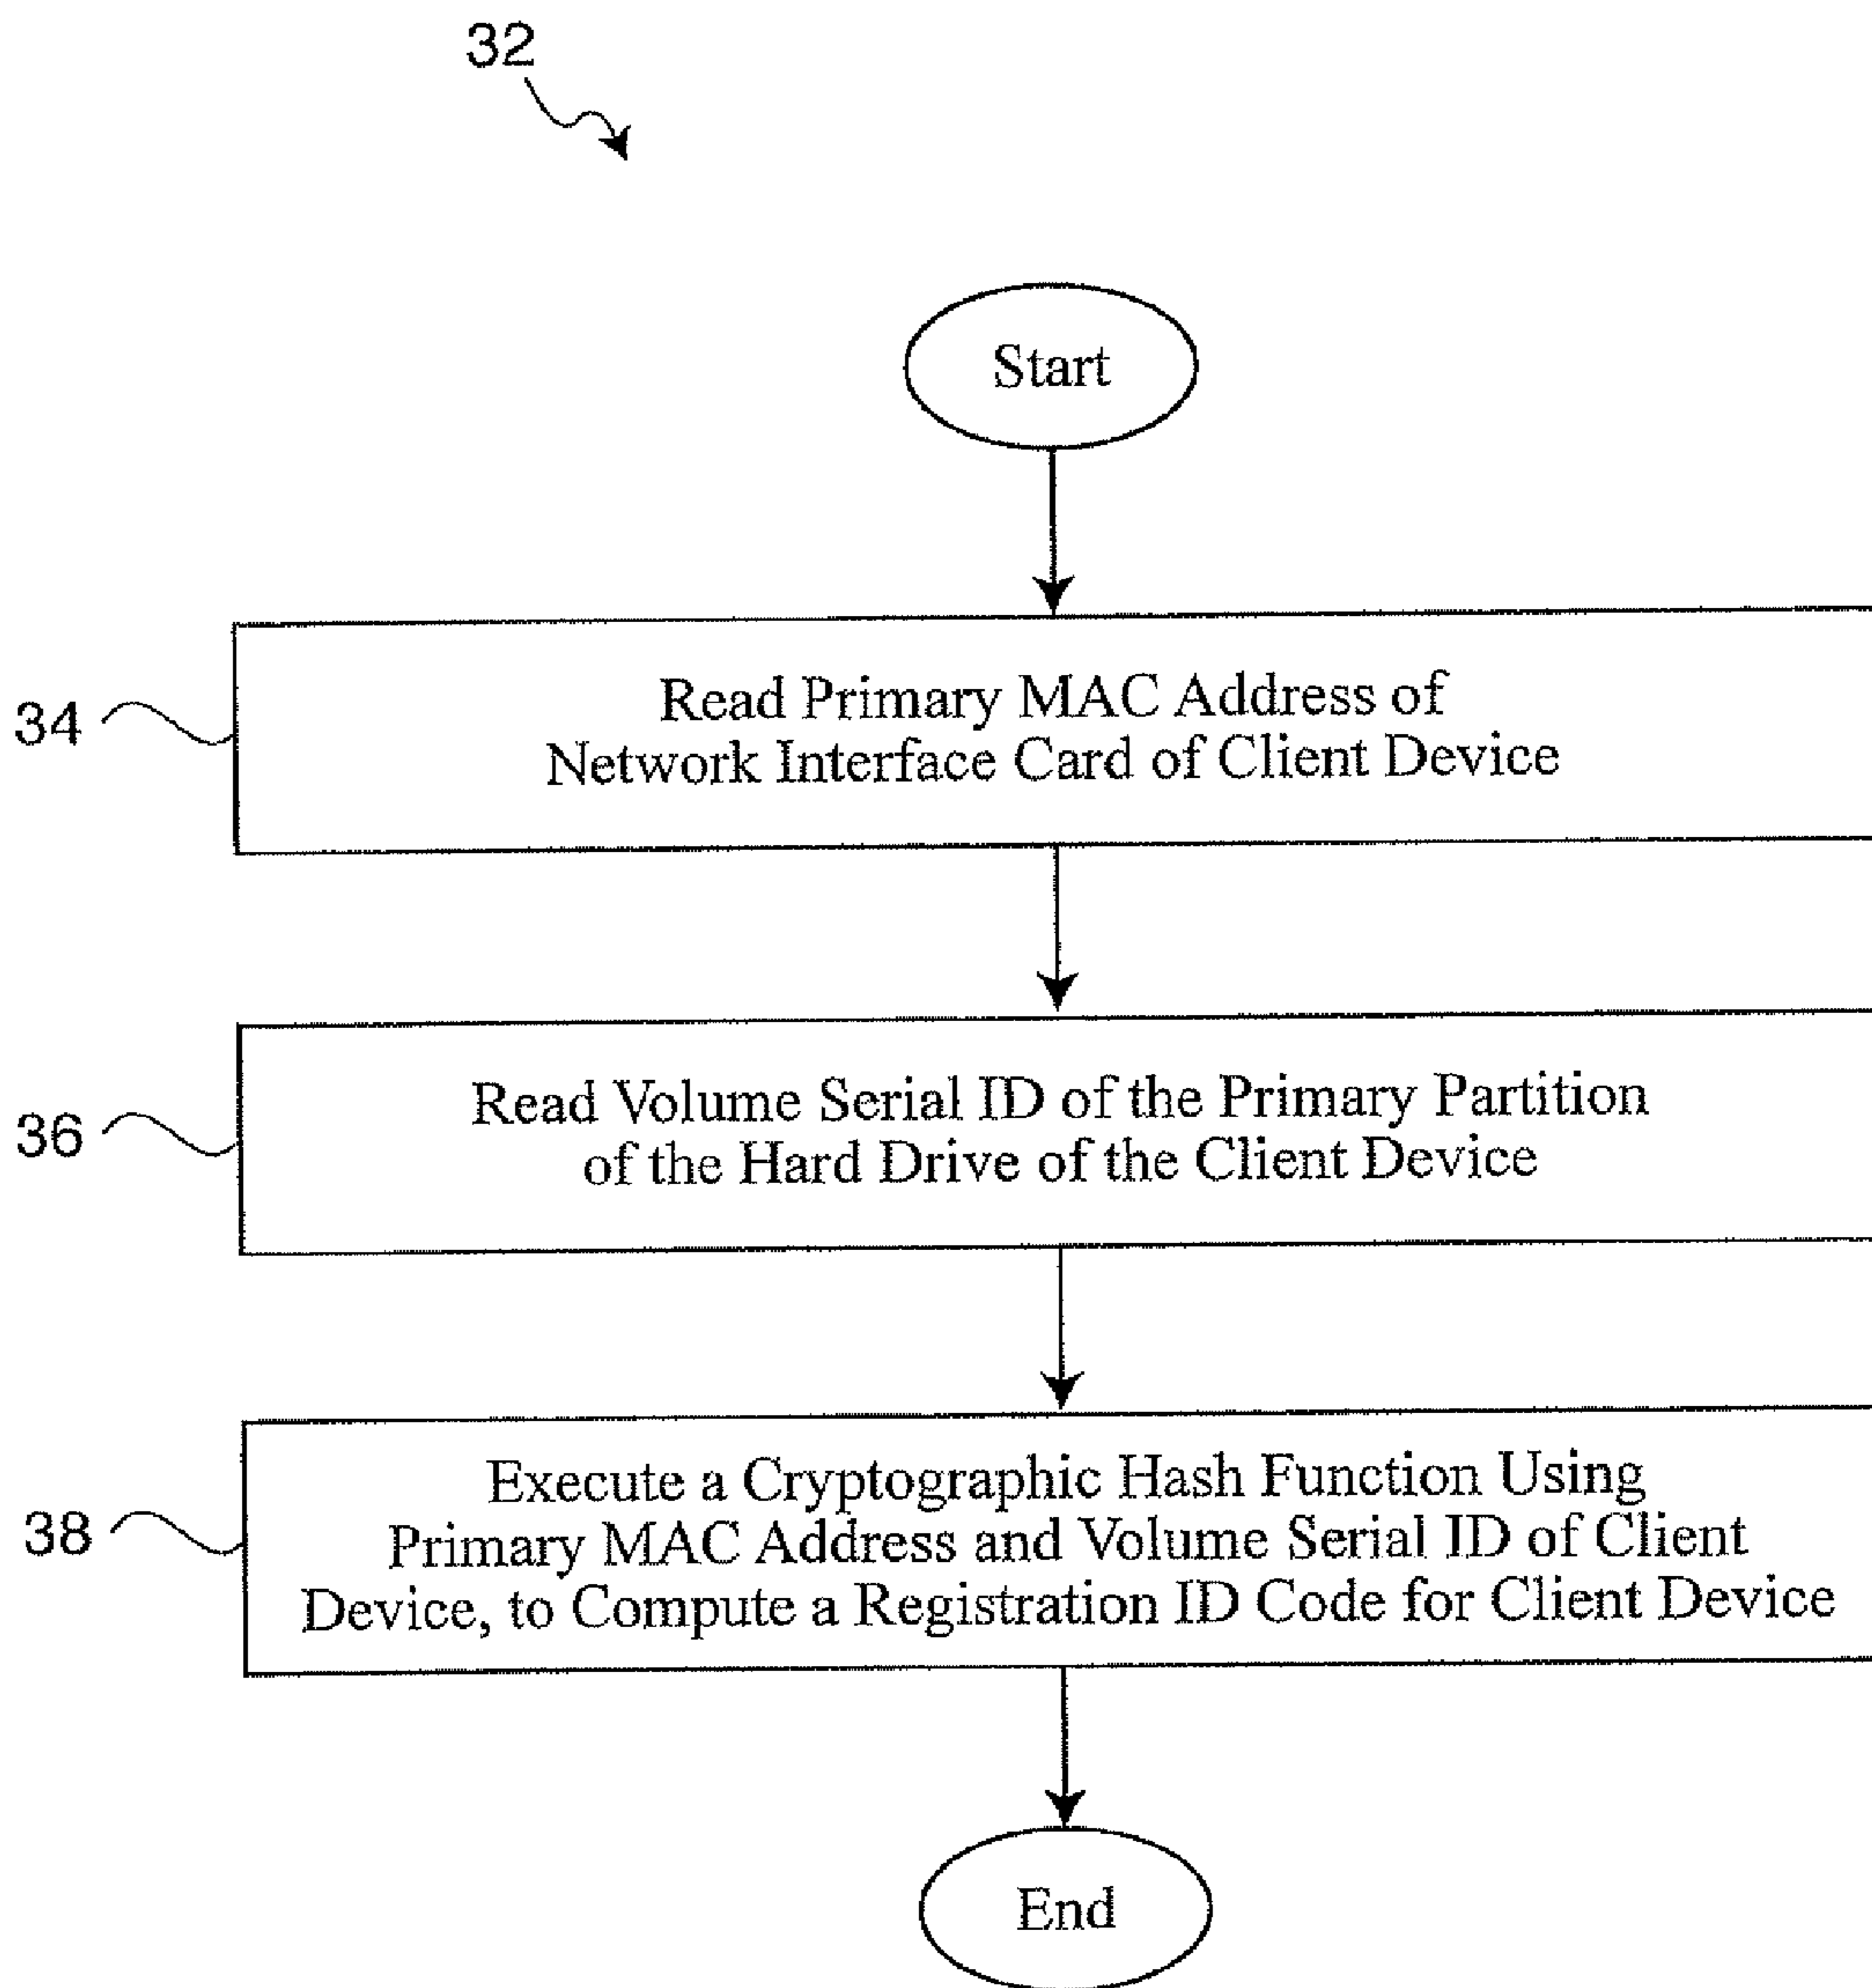 32
Start
34
Read Primary MAC Address of
Network Interface Card of Client Device
36
Read Volume Serial ID of the Primary Partition
of the Hard Drive of the Client Device
38
Execute a Cryptographic Hash Function Using
Primary MAC Address and Volume Serial ID of Client
Device, to Compute a Registration ID Code for Client Device
End